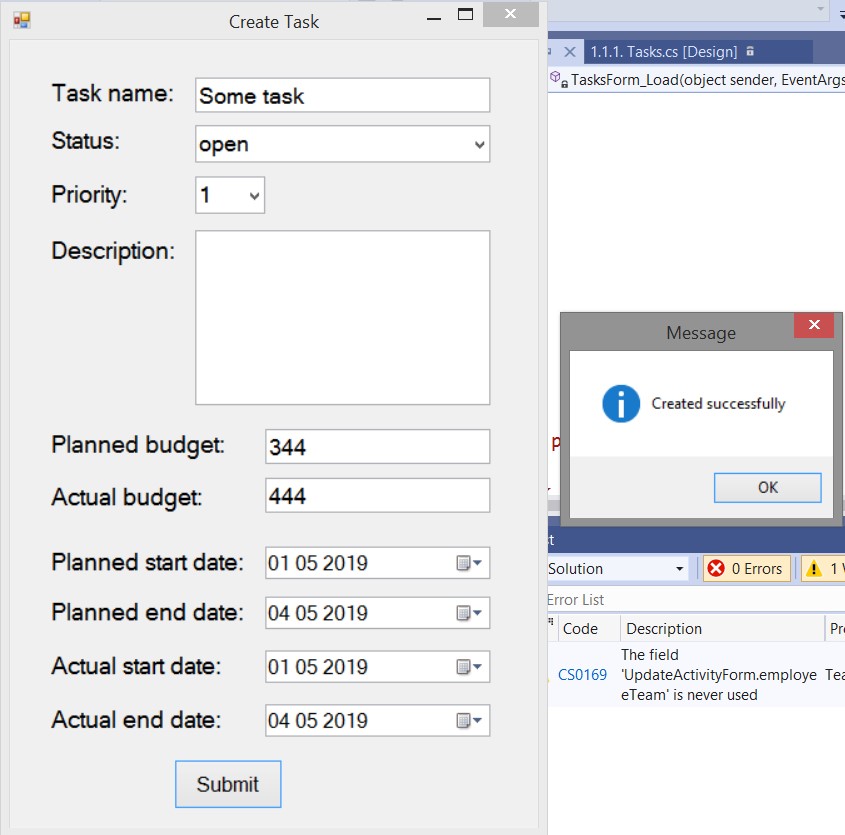 Create Task
Task name: Some task
Status: open
Priority: 1
Description:
Planned budget: 344
Actual budget: 444
Planned start date: 01 05 2019
Planned end date: 04 05 2019
Actual start date: 01 05 2019
Actual end date: 04 05 2019
Submit
1.1.1. Tasks.cs [Design]
TasksForm_Load(object sender, EventArgs
Message
Created successfully
OK
Solution
0 Errors
1
Error List
Code Description
CS0169
The field
'UpdateActivityForm.employe
eTeam' is never used